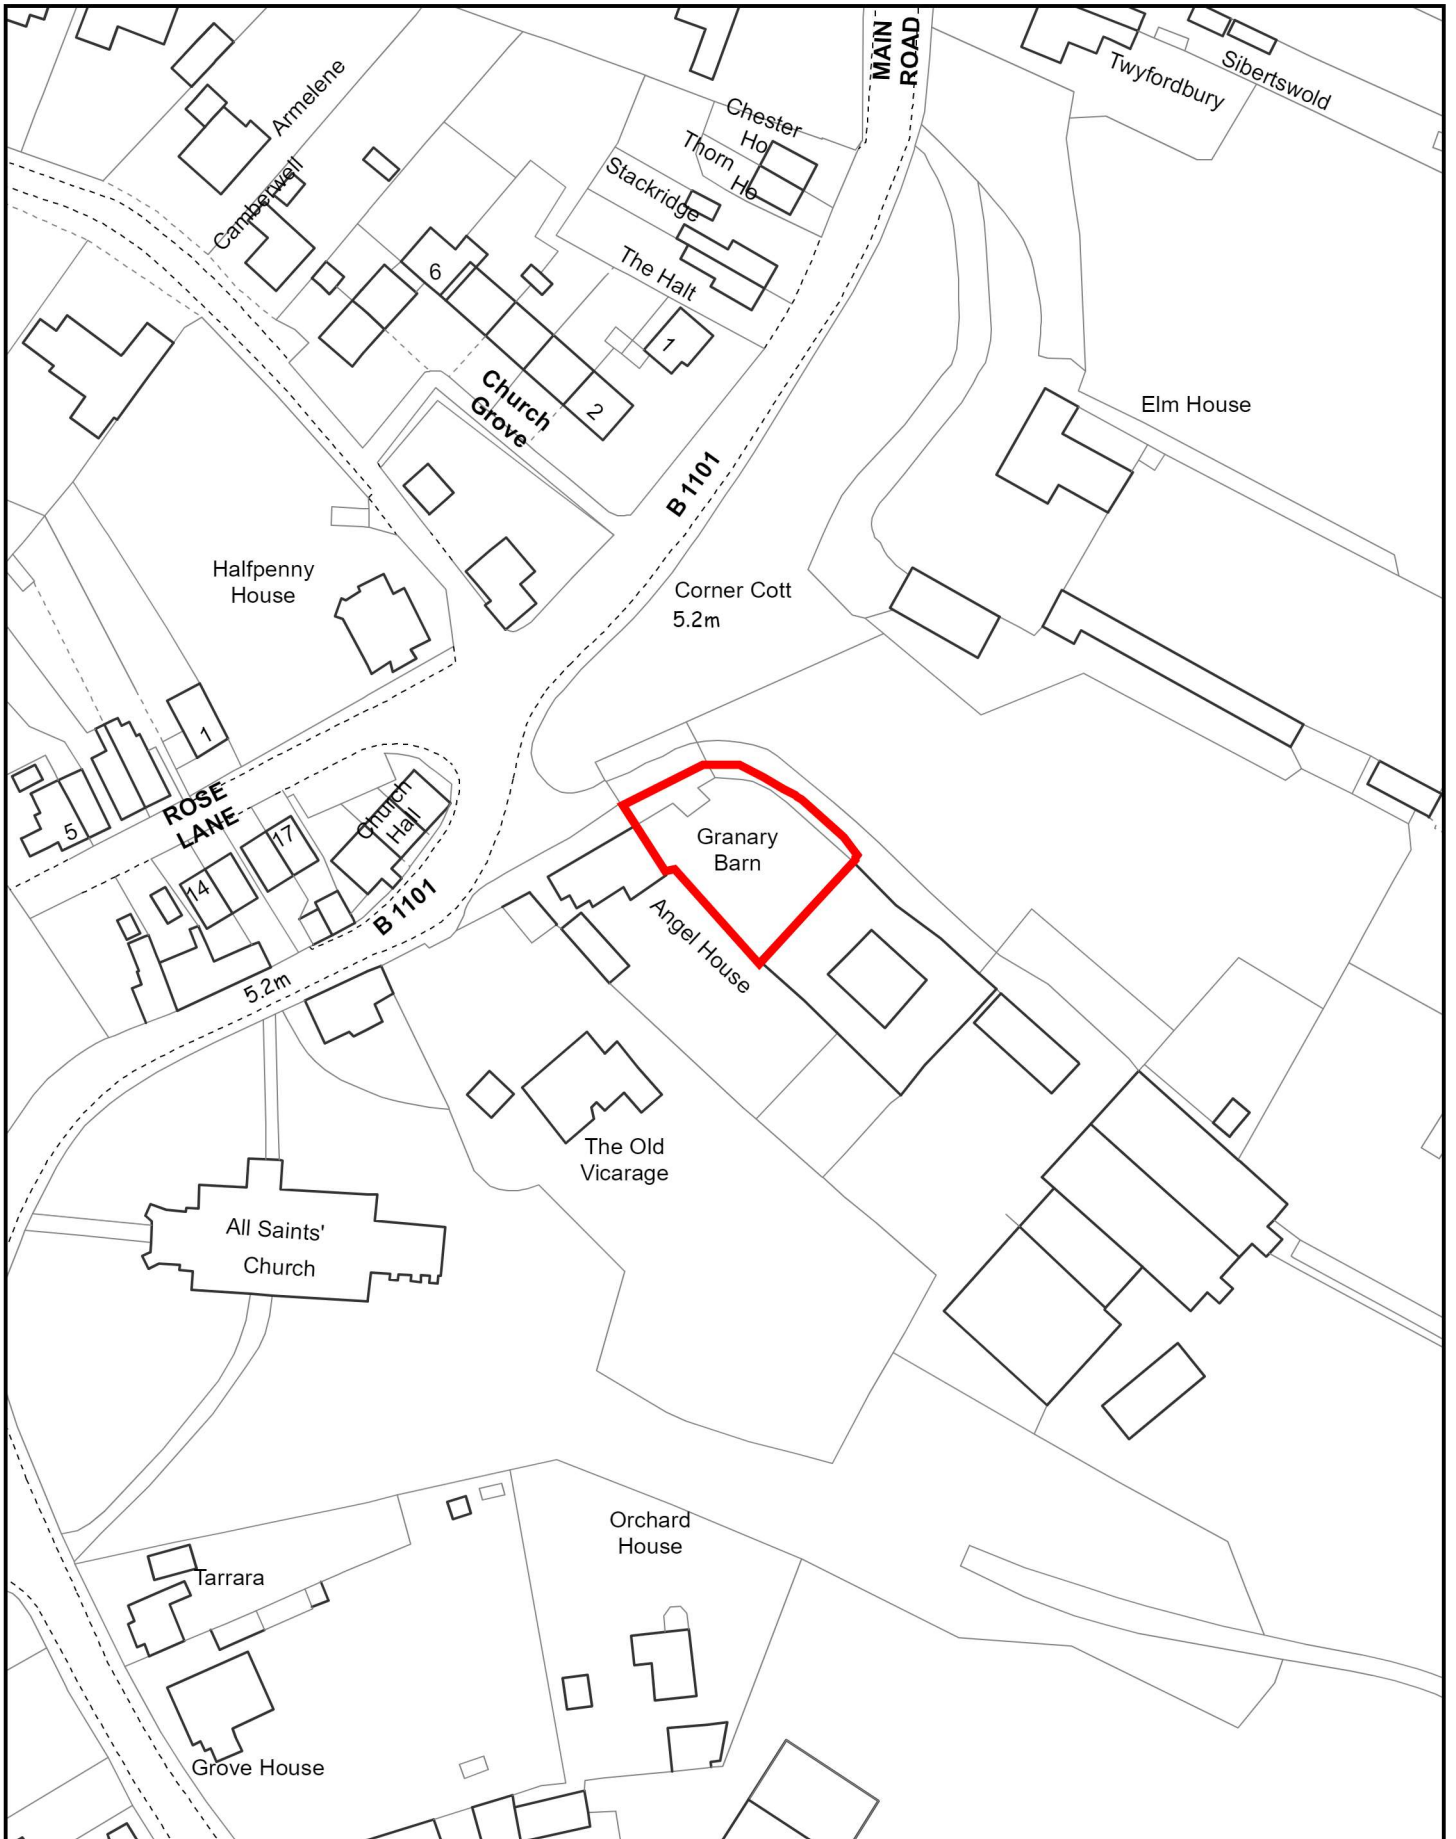 MAIN
ROAD
Twyfordbury
Sibertswold
Armelene
Camberwell
Chester
Ho
Thorn
Ho
Stackridge
The Halt
6
1
2
Church
Grove
Elm House
B 1101
Halfpenny
House
Corner Cott
5.2m
1
5
ROSE
LANE
17
14
Church
Hall
B 1101
5.2m
Granary
Barn
Angel House
The Old
Vicarage
All Saints'
Church
Orchard
House
Tarrara
Grove House